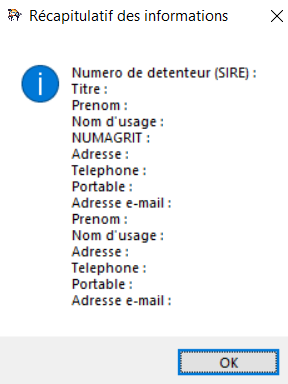 Récapitulatif des informations
Numero de detenteur (SIRE) :
Titre :
Prenom :
Nom d'usage :
NUMAGRIT :
Adresse :
Telephone :
Portable :
Adresse e-mail :
Prenom :
Nom d'usage :
Adresse :
Telephone :
Portable :
Adresse e-mail :
OK